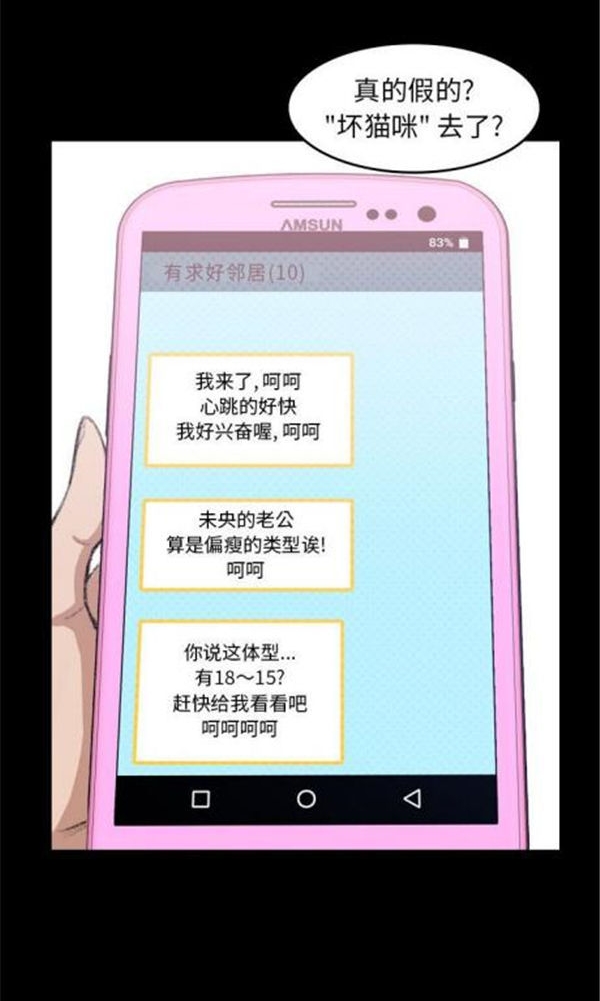 真的假的?
"坏猫咪" 去了?
AMSUN
83%
有求好邻居(10)
我来了, 呵呵
心跳的好快
我好兴奋喔, 呵呵
未央的老公
算是偏瘦的类型诶!
呵呵
你说这体型...
有18～15?
赶快给我看看吧
呵呵呵呵